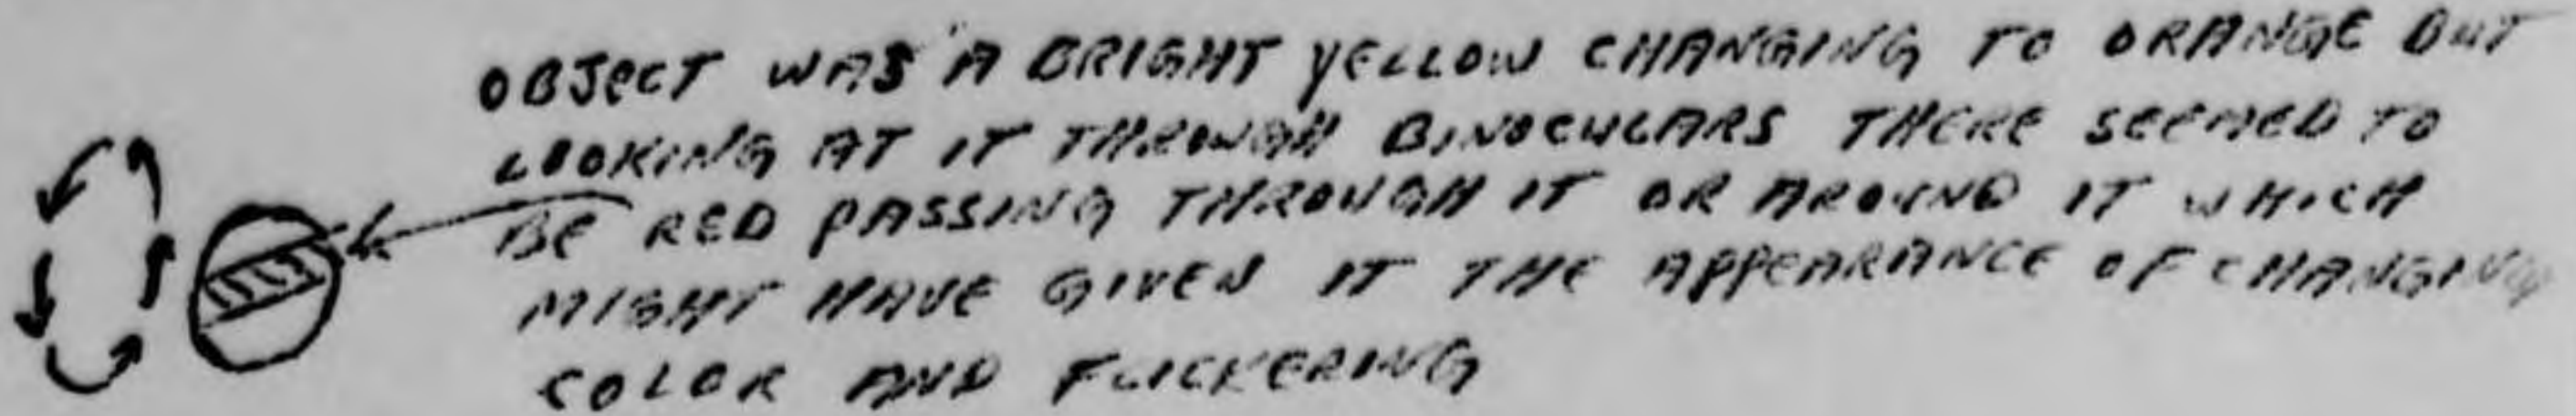 OBJECT WAS A BRIGHT YELLOW CHANGING TO ORANGE BUT
LOOKING AT IT THROUGH BINOCULARS THERE SEEMED TO
BE RED PASSING THROUGH IT OR AROUND IT WHICH
MIGHT HAVE GIVEN IT THE APPEARANCE OF CHANGING
COLOR AND FLICKERING